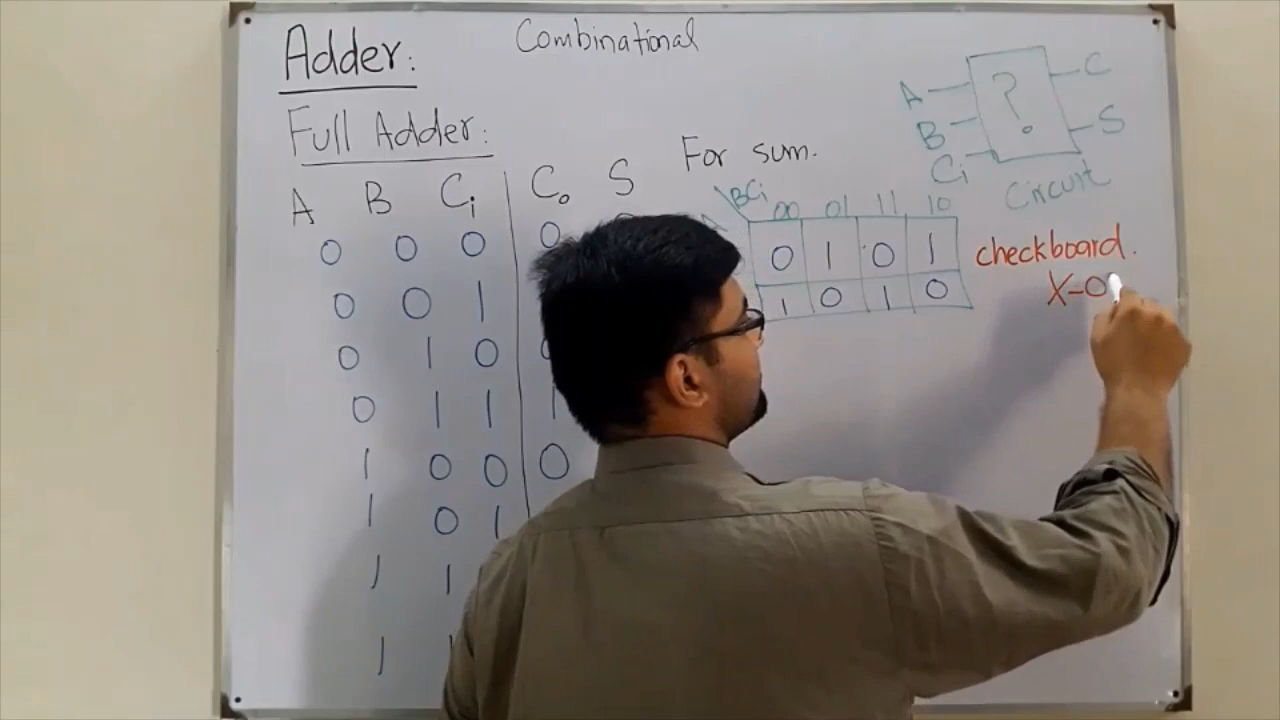 Adder:
Combinational
Full Adder:
A B Ci Co S
0 0 0 0
0 0 1
0 1 0
0 1 1 1
1 0 0 0
1 0 1
1 1
1
For sum.
BCi
00 01 11 10
0 1 0 1
1 0 1 0
A
B
Ci
?
C
S
Circuit
checkboard.
X-O